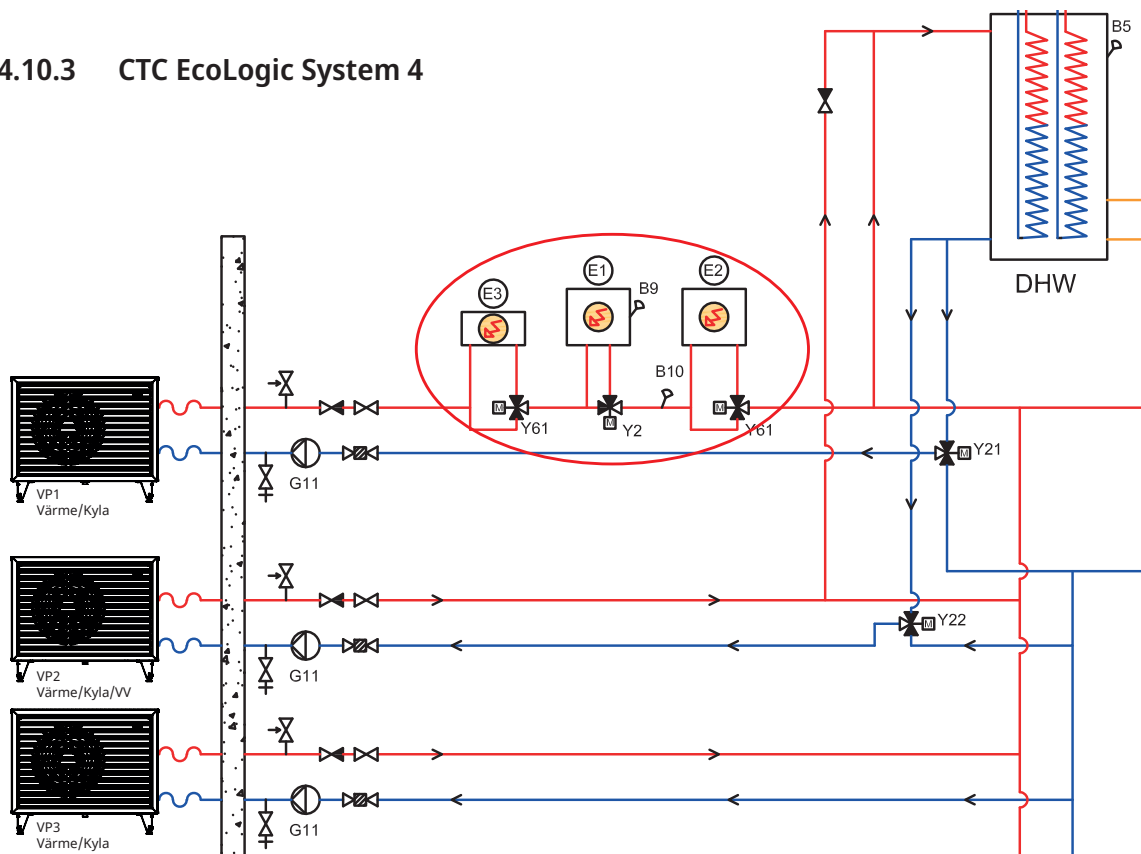 4.10.3 CTC EcoLogic System 4
B5
DHW
E3
E1
E2
B9
B10
M
Y61
M
Y2
M
Y61
M
Y21
G11
VP1
Värme/Kyla
M
Y22
G11
VP2
Värme/Kyla/VV
G11
VP3
Värme/Kyla